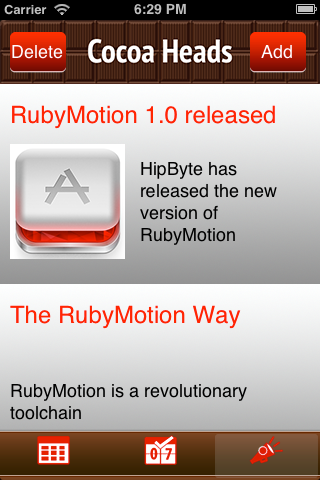 Carrier 6:29 PM
Delete Cocoa Heads Add
RubyMotion 1.0 released
HipByte has
released the new
version of
RubyMotion
The RubyMotion Way
RubyMotion is a revolutionary
toolchain
07